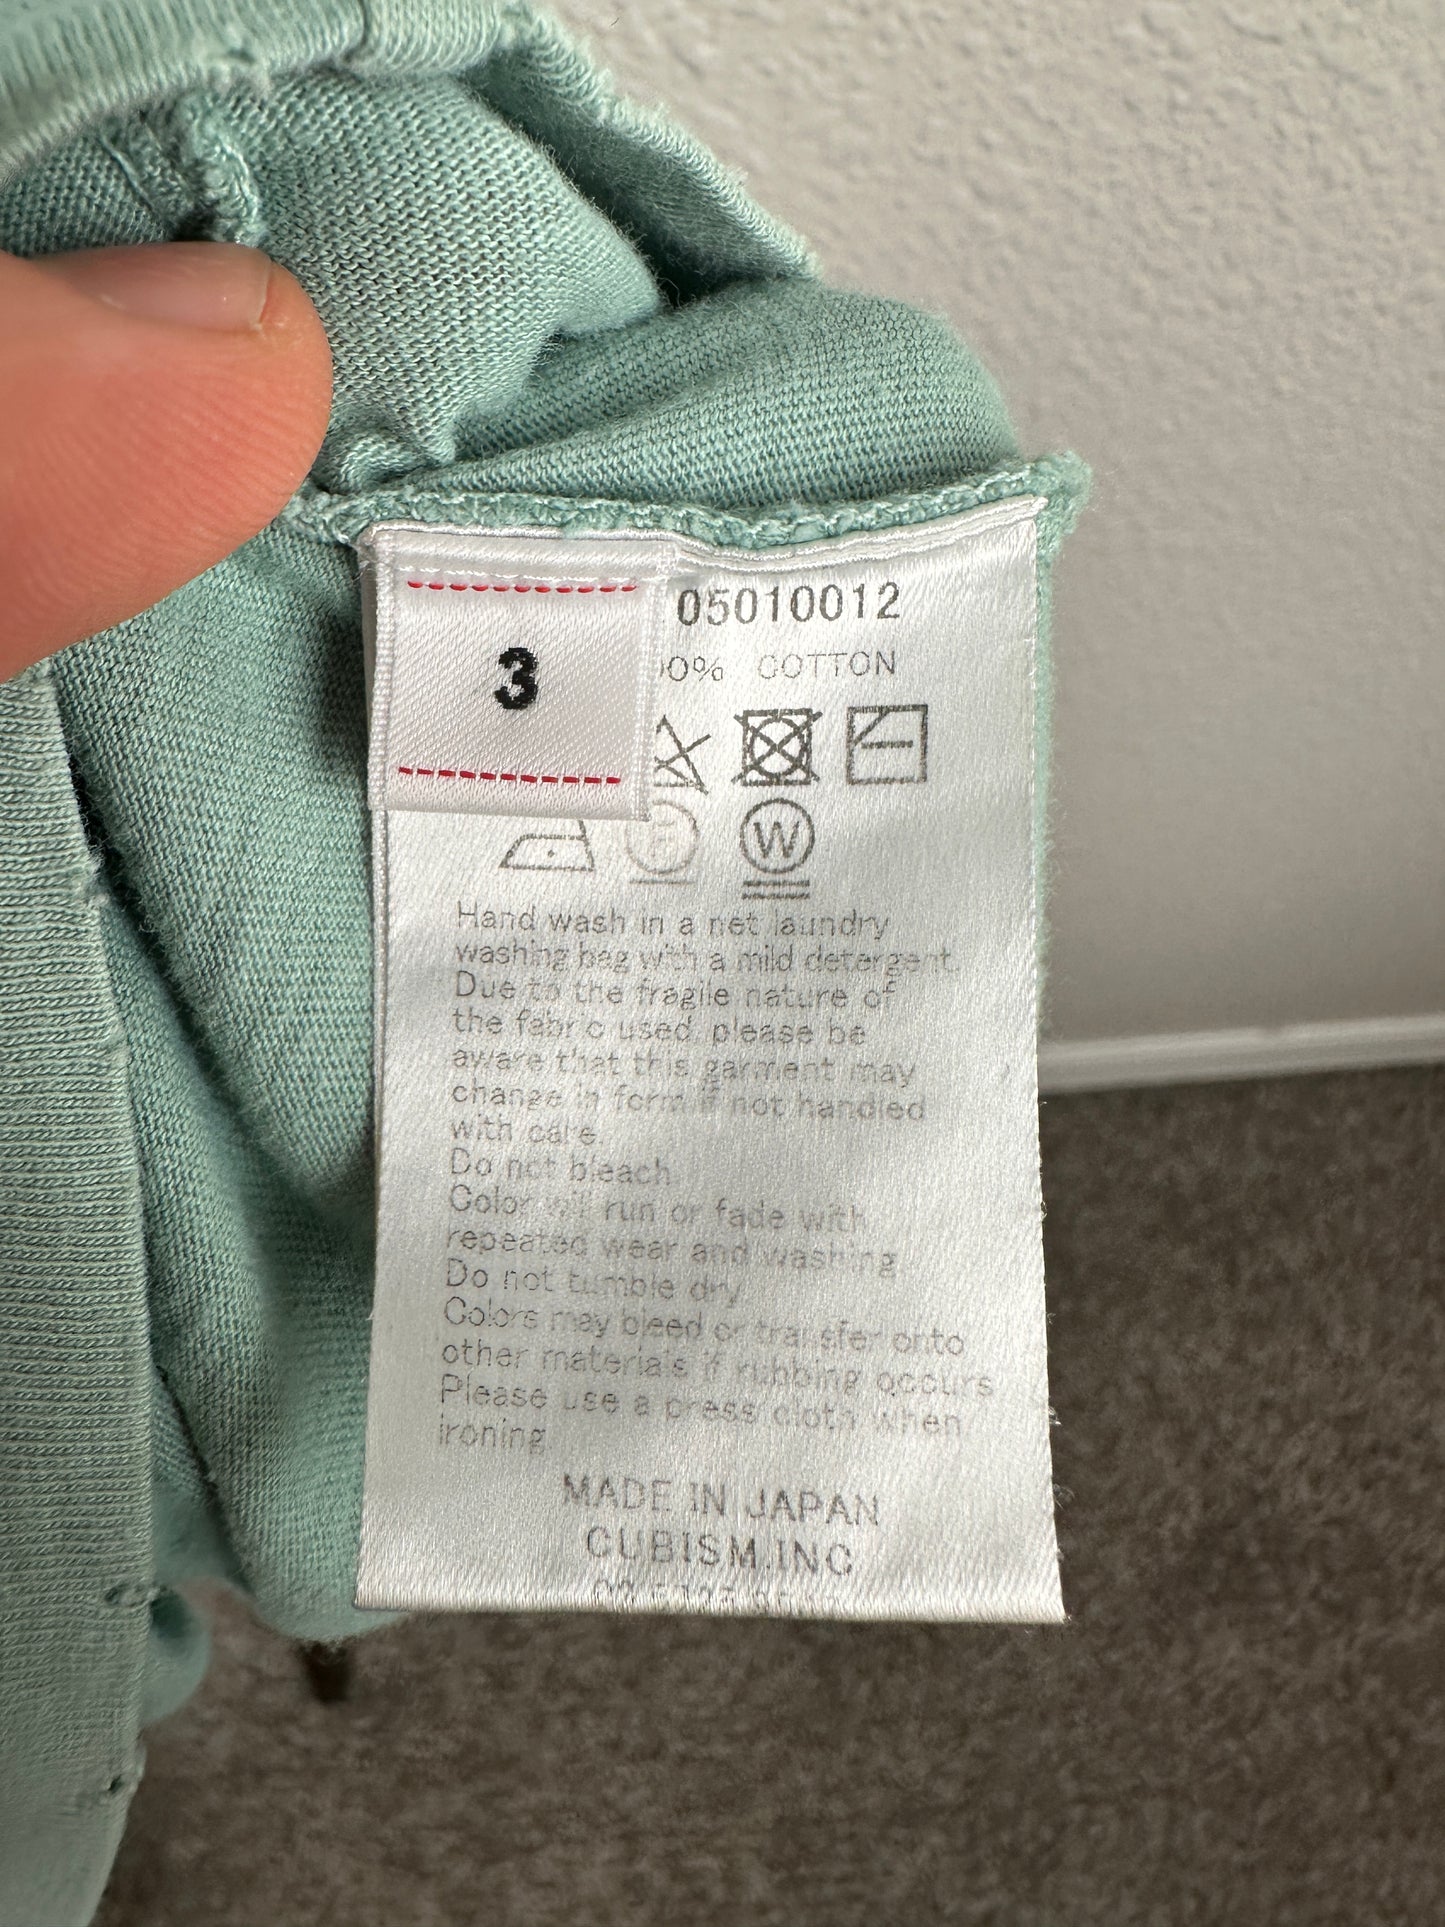 3
05010012
00% COTTON
F
W
Hand wash in a net laundry
washing bag with a mild detergent.
Due to the fragile nature of
the fabric used, please be
aware that this garment may
change in form if not handled
with care.
Do not bleach.
Color will run or fade with
repeated wear and washing
Do not tumble dry
Colors may bleed or transfer onto
other materials if rubbing occurs
Please use a press cloth when
ironing.
MADE IN JAPAN
CUBISM.INC